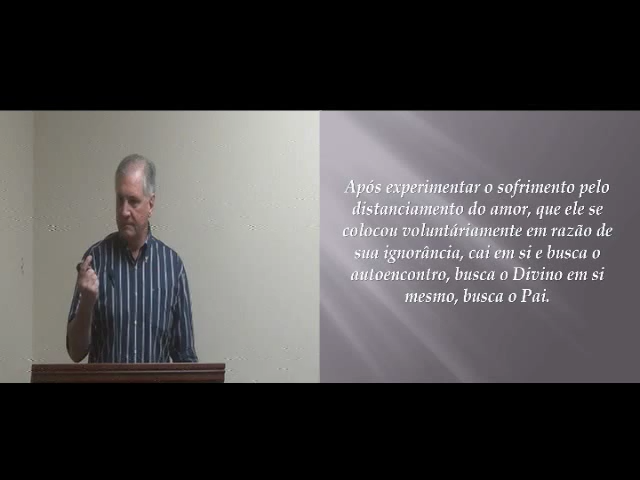 Após experimentar o sofrimento pelo
distanciamento do amor, que ele se
colocou voluntáriamente em razão de
sua ignorância, cai em si e busca o
autoencontro, busca o Divino em si
mesmo, busca o Pai.